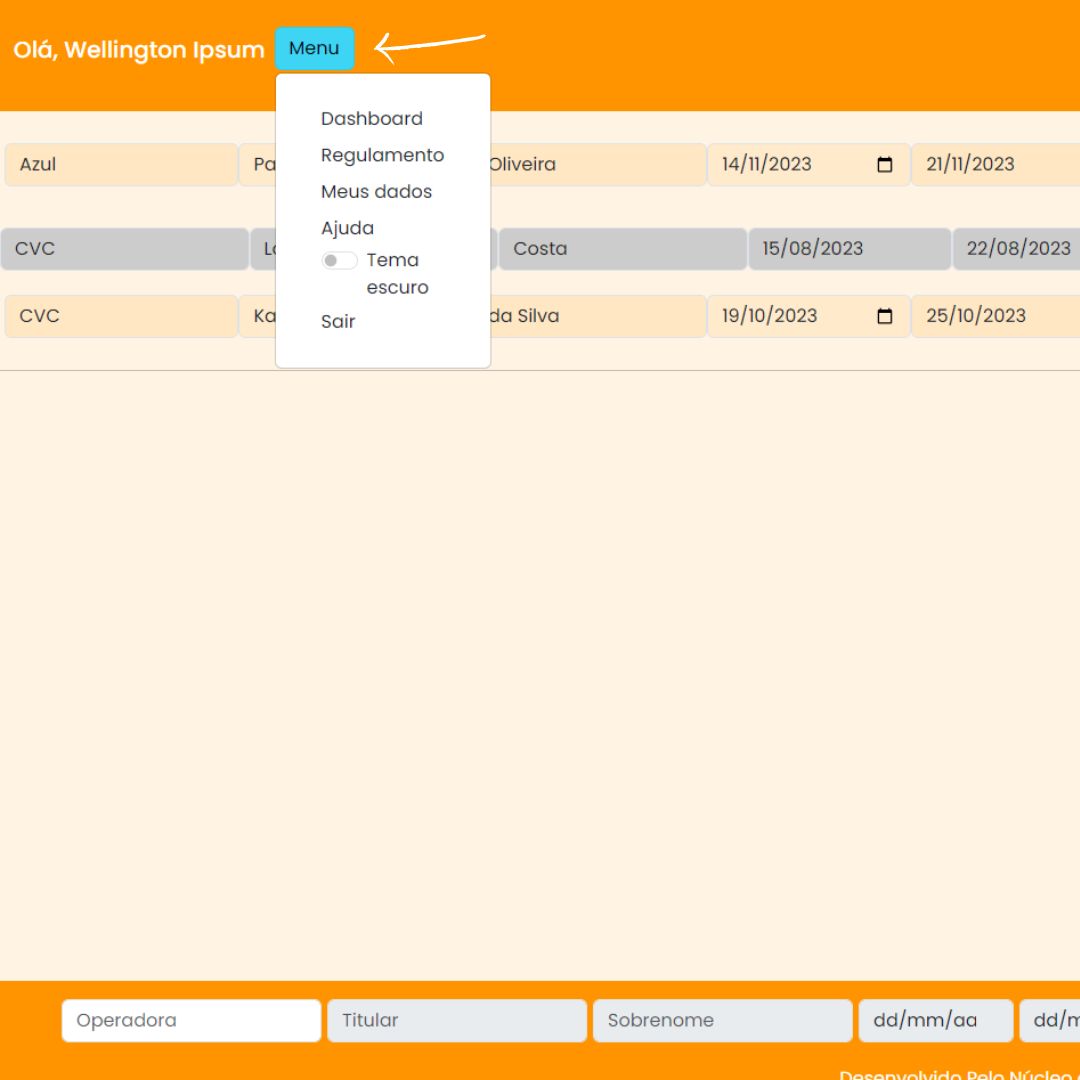 Olá, Wellington Ipsum Menu
Dashboard
Regulamento
Meus dados
Ajuda
Tema
escuro
Sair
Azul Pa Oliveira 14/11/2023 21/11/2023
CVC Costa 15/08/2023 22/08/2023
CVC Ka da Silva 19/10/2023 25/10/2023
Operadora Titular Sobrenome dd/mm/aa dd/m
Desenvolvido Pelo Núcleo